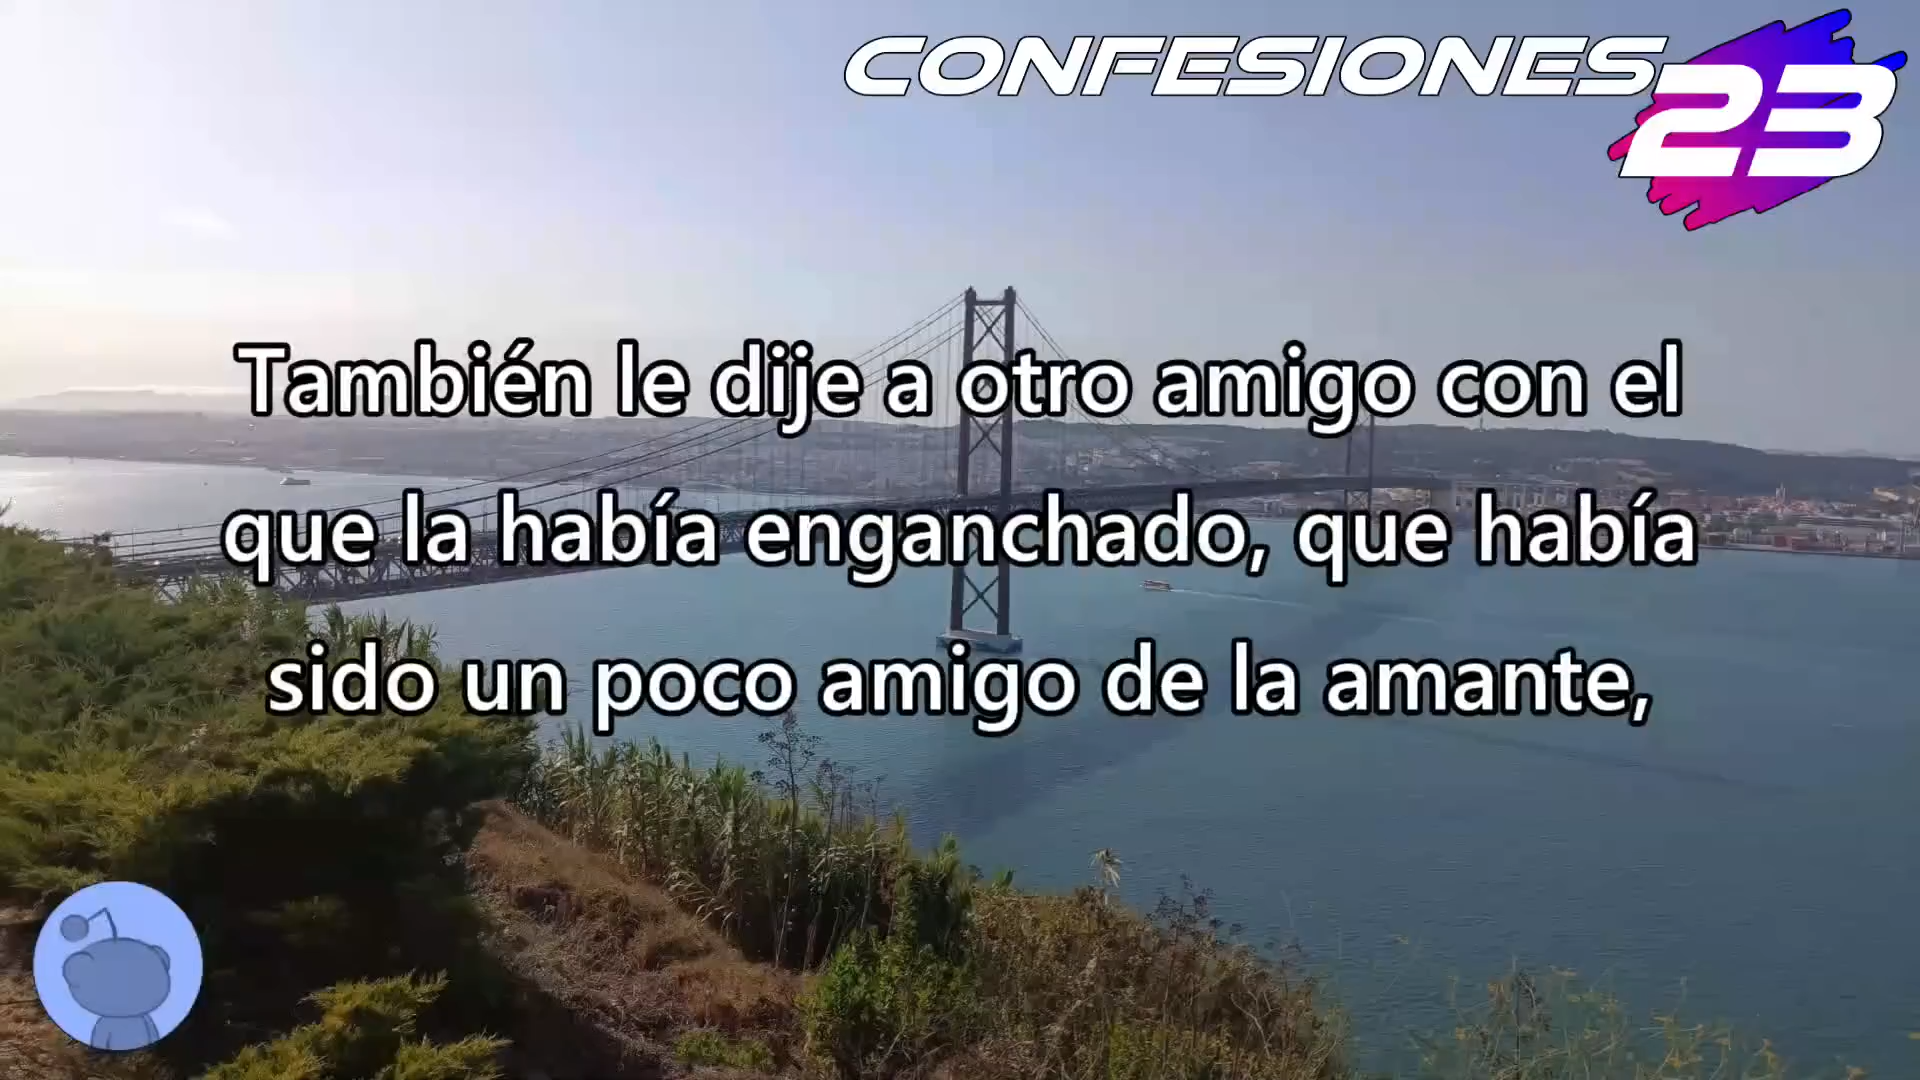 CONFESIONES
23
También le dije a otro amigo con el
que la había enganchado, que había
sido un poco amigo de la amante,